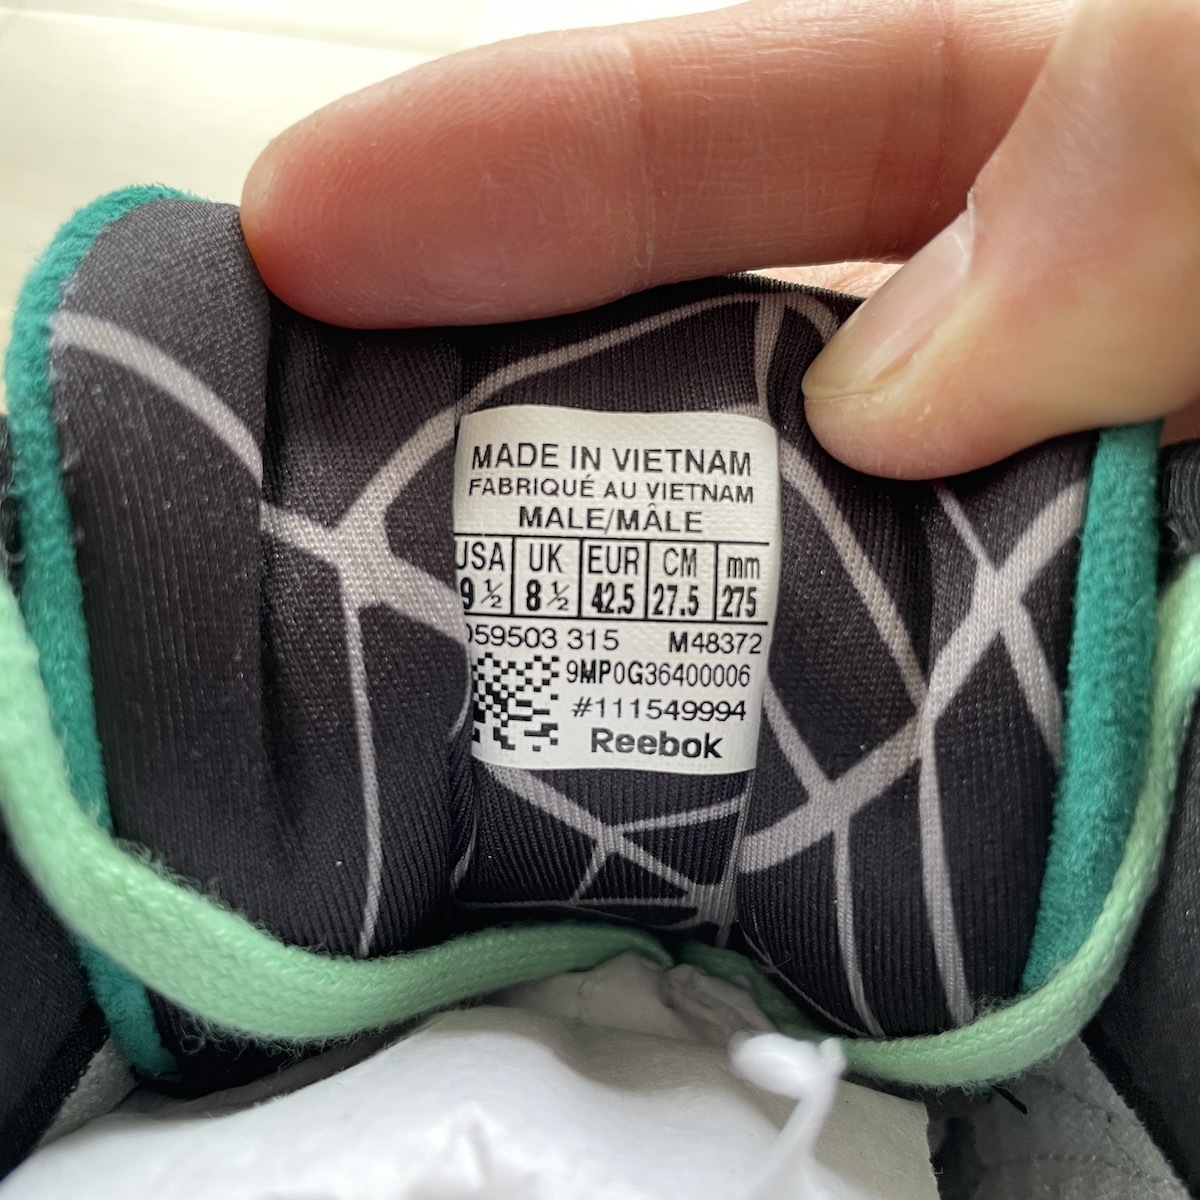 MADE IN VIETNAM
FABRIQUÉ AU VIETNAM
MALE/MÂLE
USA UK EUR CM mm
9 ½ 8 ½ 42.5 27.5 275
059503 315 M48372
9MP0G36400006
#111549994
Reebok